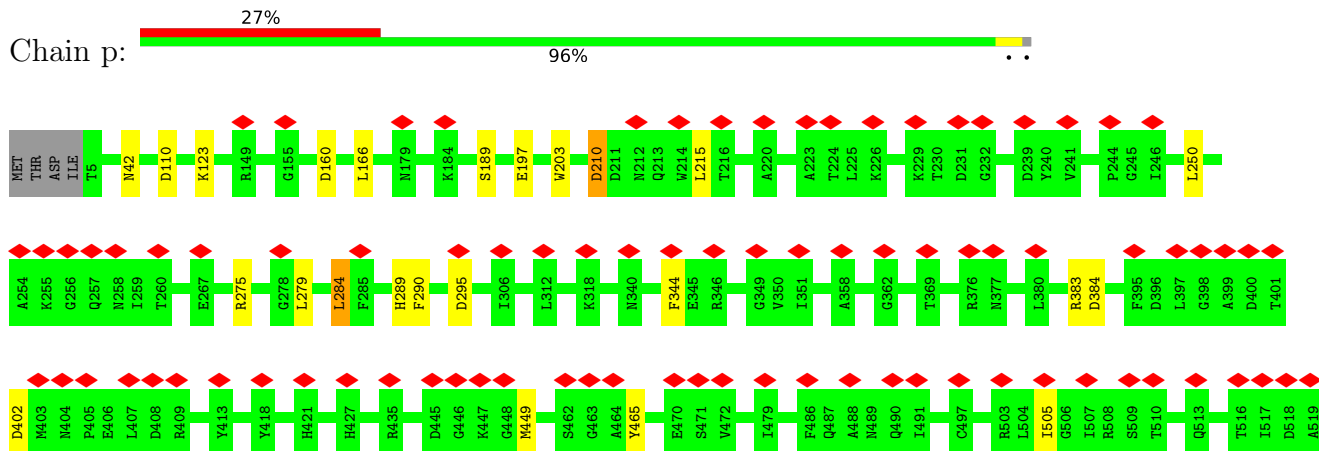 27%
Chain p:
96%
. .
MET THR ASP ILE T5 N42 D110 K123 R149 G155 D160 L166 N179 K184 S189 E197 W203 D210 D211 N212 Q213 W214 L215 T216 A220 A223 T224 L225 K226 K229 T230 D231 G232 D239 Y240 V241 P244 G245 I246 L250
A254 K255 G256 Q257 N258 I259 T260 E267 R275 G278 L279 L284 F285 H289 F290 D295 I306 L312 K318 N340 F344 E345 R346 G349 V350 I351 A358 G362 T369 R376 N377 L380 R383 D384 F395 D396 L397 G398 A399 D400 T401
D402 M403 N404 P405 E406 L407 D408 R409 Y413 Y418 H421 H427 R435 D445 G446 K447 G448 M449 S462 G463 A464 Y465 E470 S471 V472 I479 F486 Q487 A488 N489 Q490 I491 C497 R503 L504 I505 G506 I507 R508 S509 T510 Q513 T516 I517 D518 A519